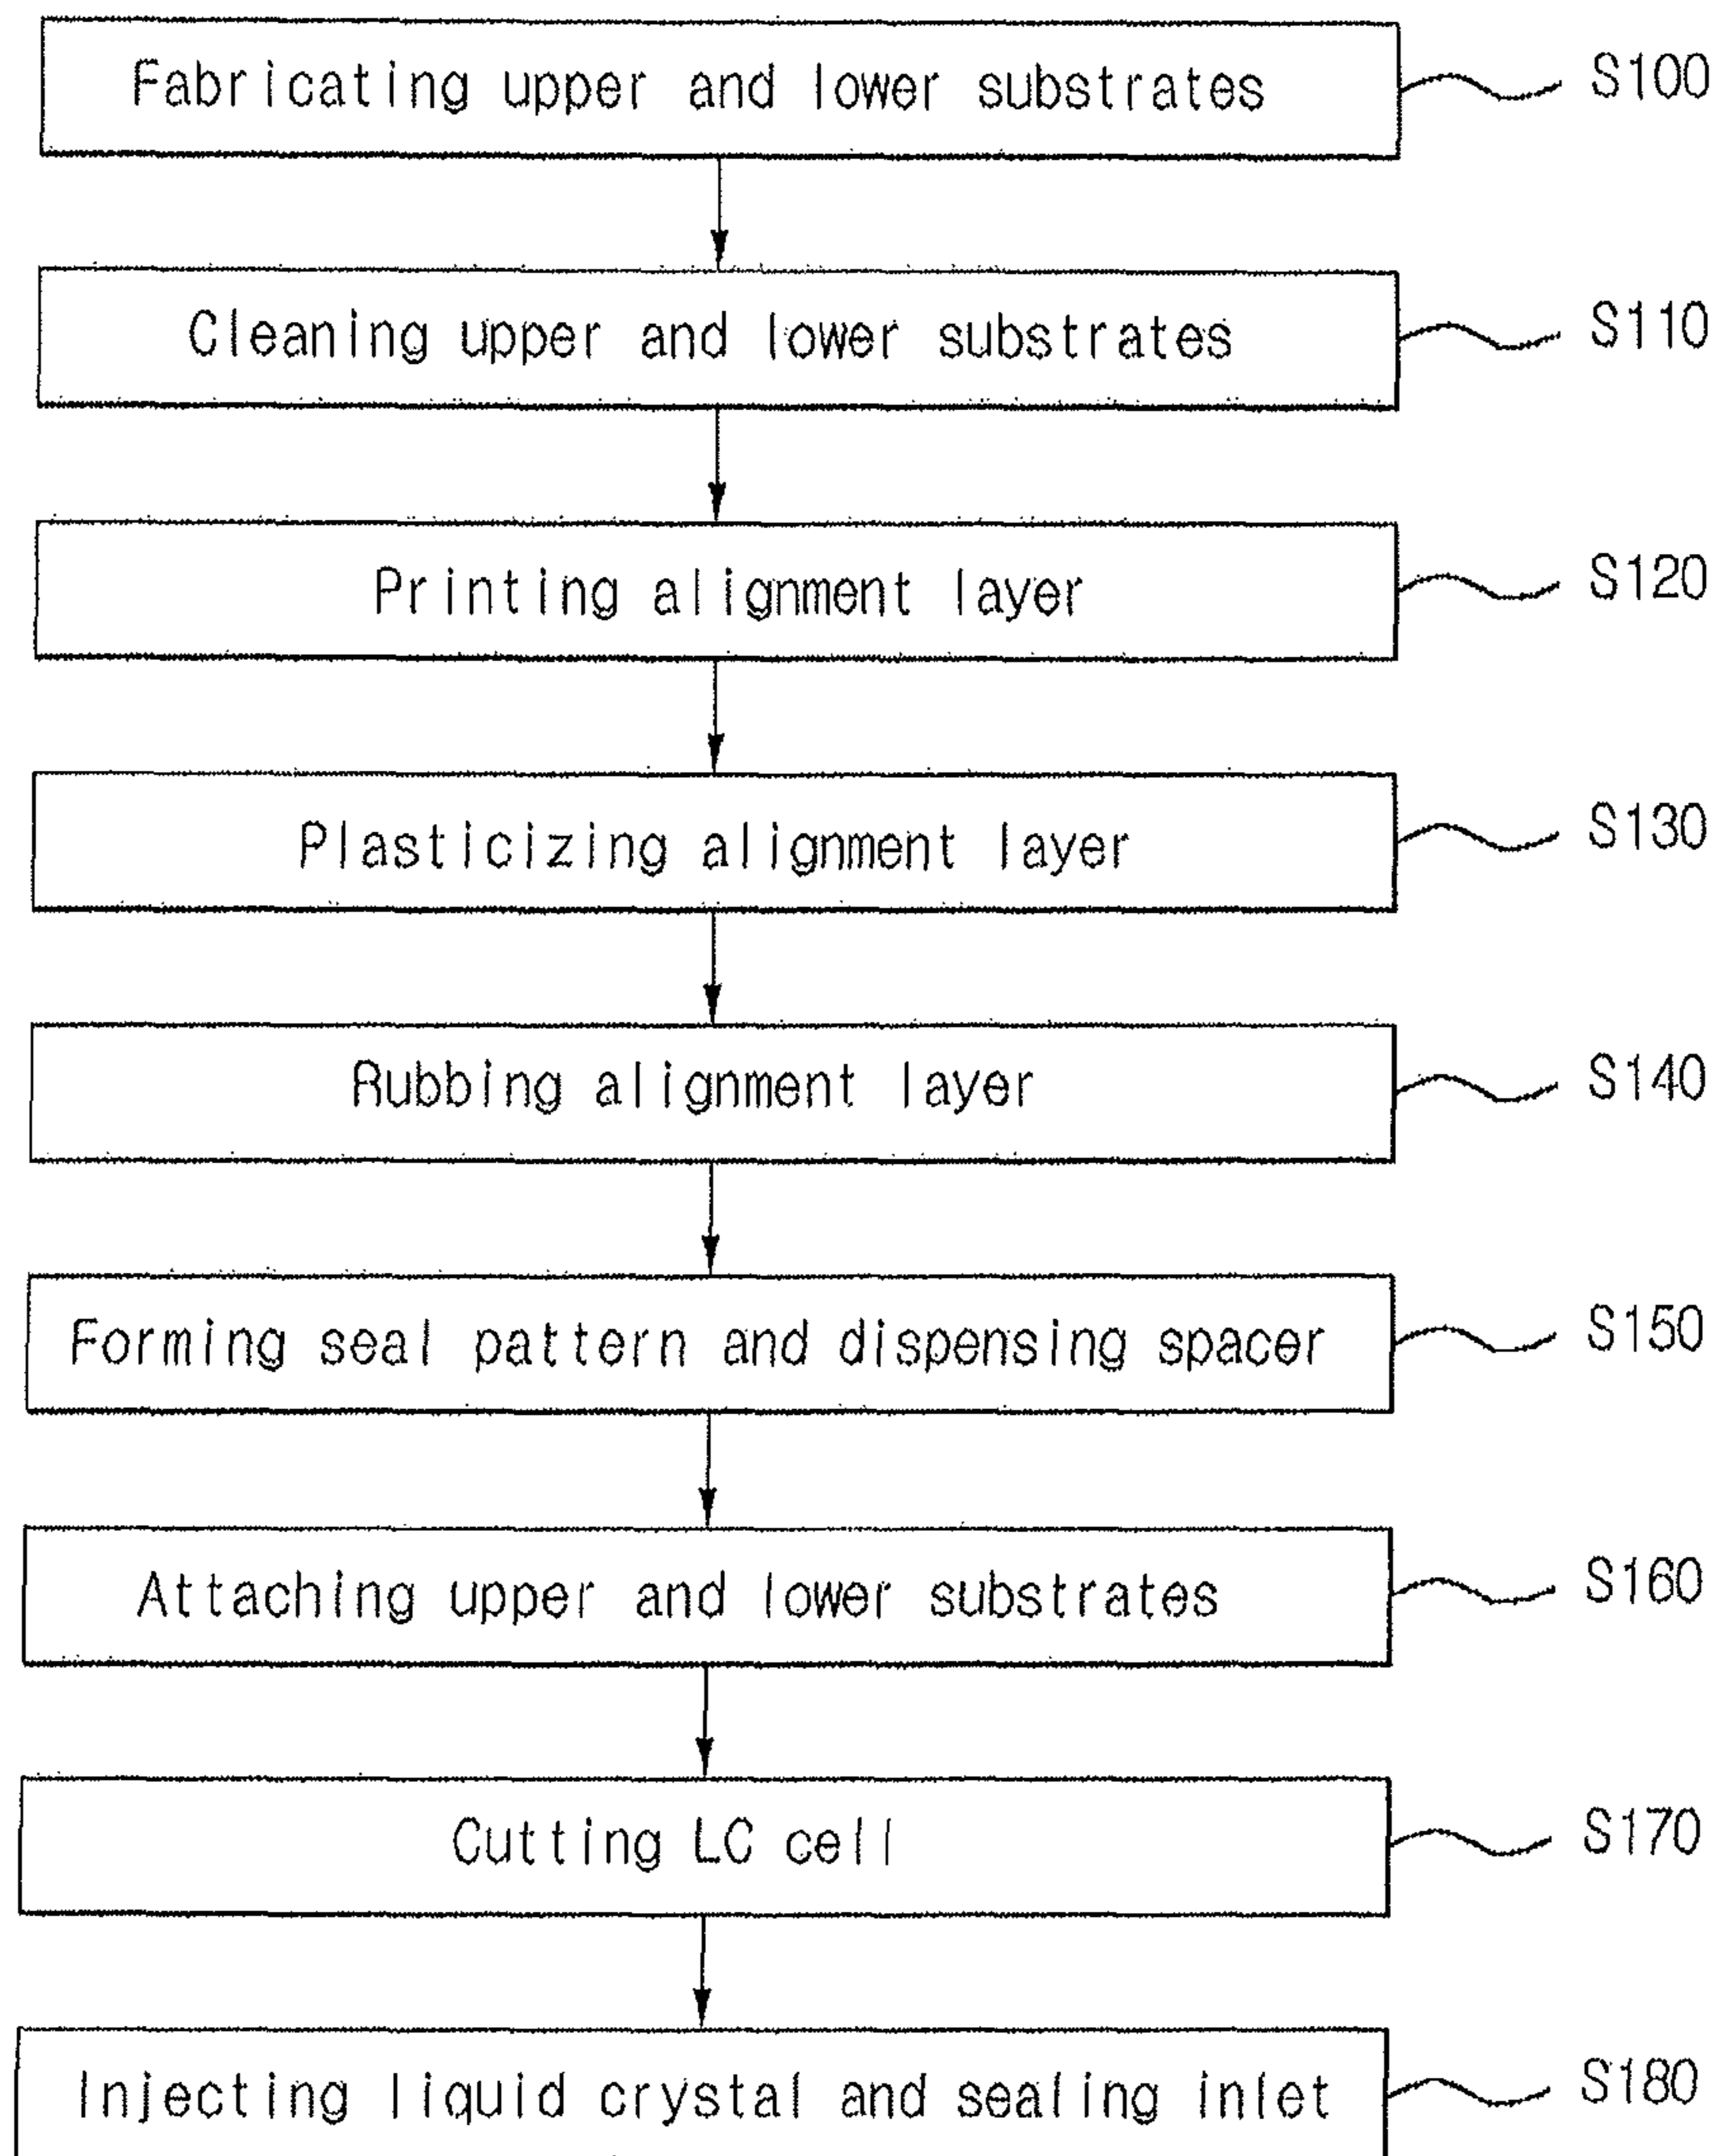 Fabricating upper and lower substrates S100
Cleaning upper and lower substrates S110
Printing alignment layer S120
Plasticizing alignment layer S130
Rubbing alignment layer S140
Forming seal pattern and dispensing spacer S150
Attaching upper and lower substrates S160
Cutting LC cell S170
Injecting liquid crystal and sealing inlet S180